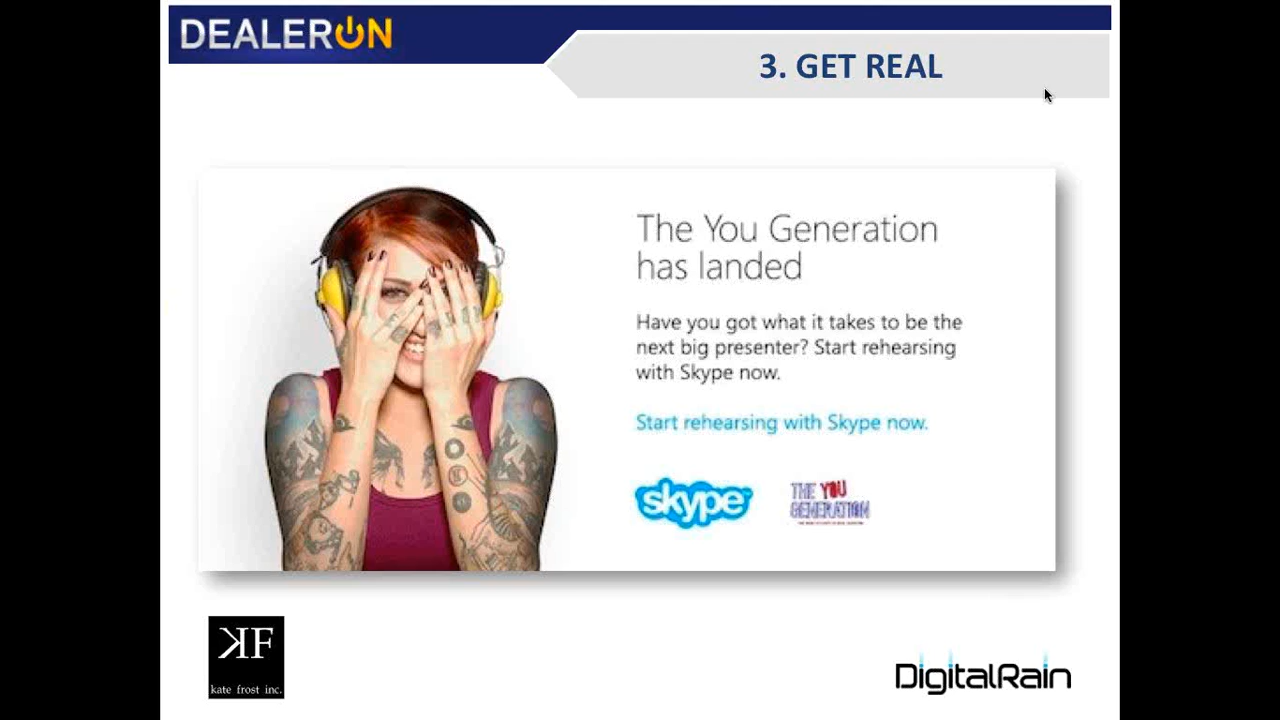 DEALERON
3. GET REAL
The You Generation
has landed
Have you got what it takes to be the
next big presenter? Start rehearsing
with Skype now.
Start rehearsing with Skype now.
skype
THE YOU
GENERATION
KF
kate frost inc.
DigitalRain